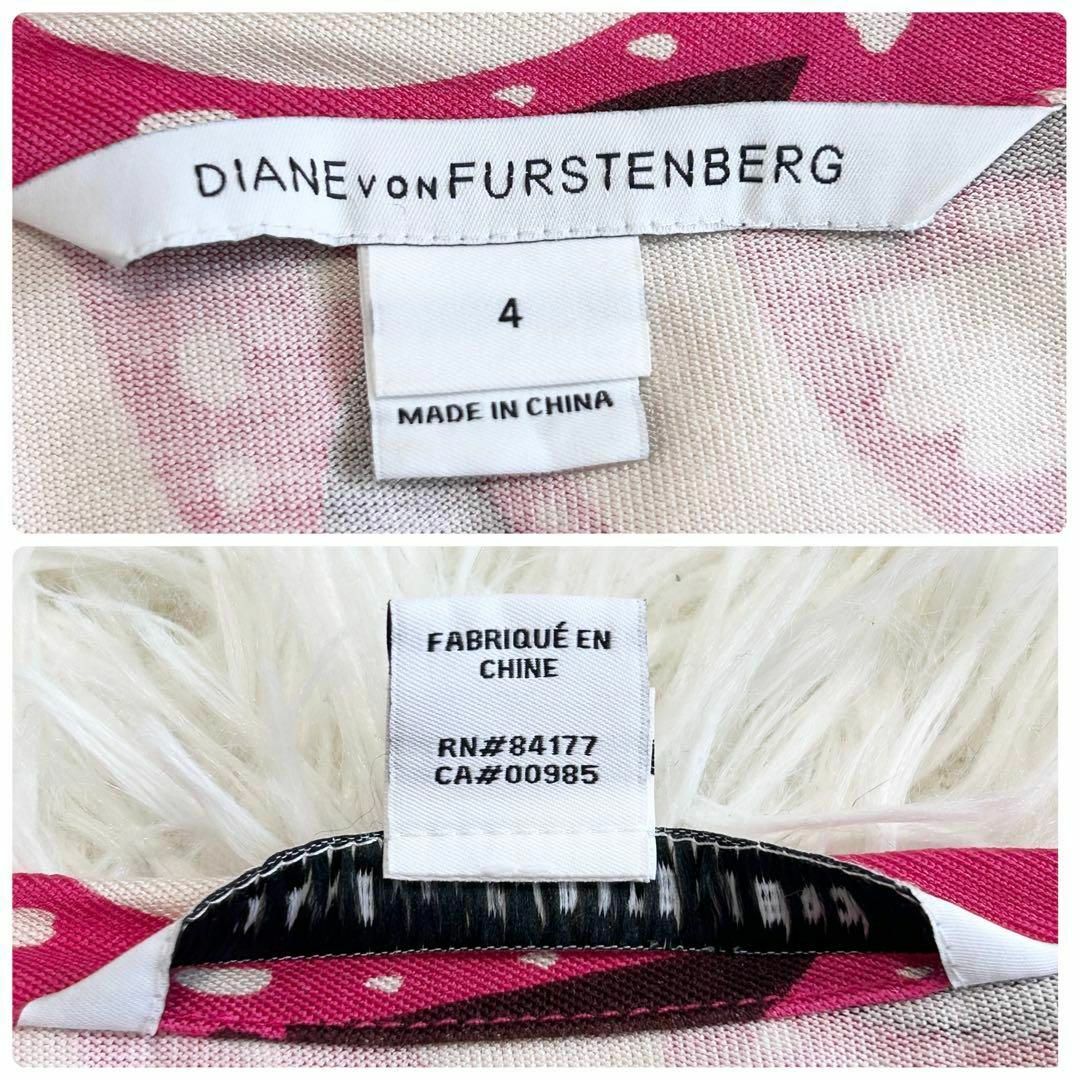 DIANE VON FURSTENBERG
4
MADE IN CHINA
FABRIQUÉ EN
CHINE
RN#84177
CA#00985